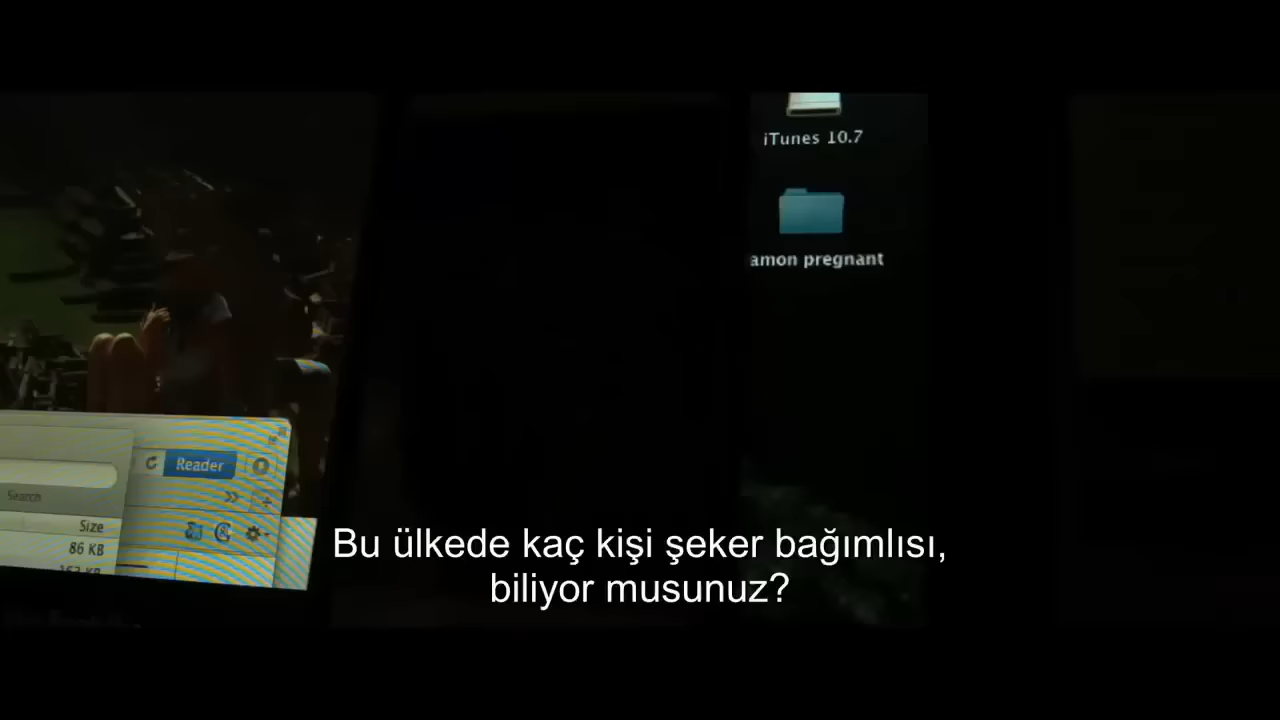 iTunes 10.7
amon pregnant
Reader
Search
Size
86 KB
Bu ülkede kaç kişi şeker bağımlısı,
biliyor musunuz?